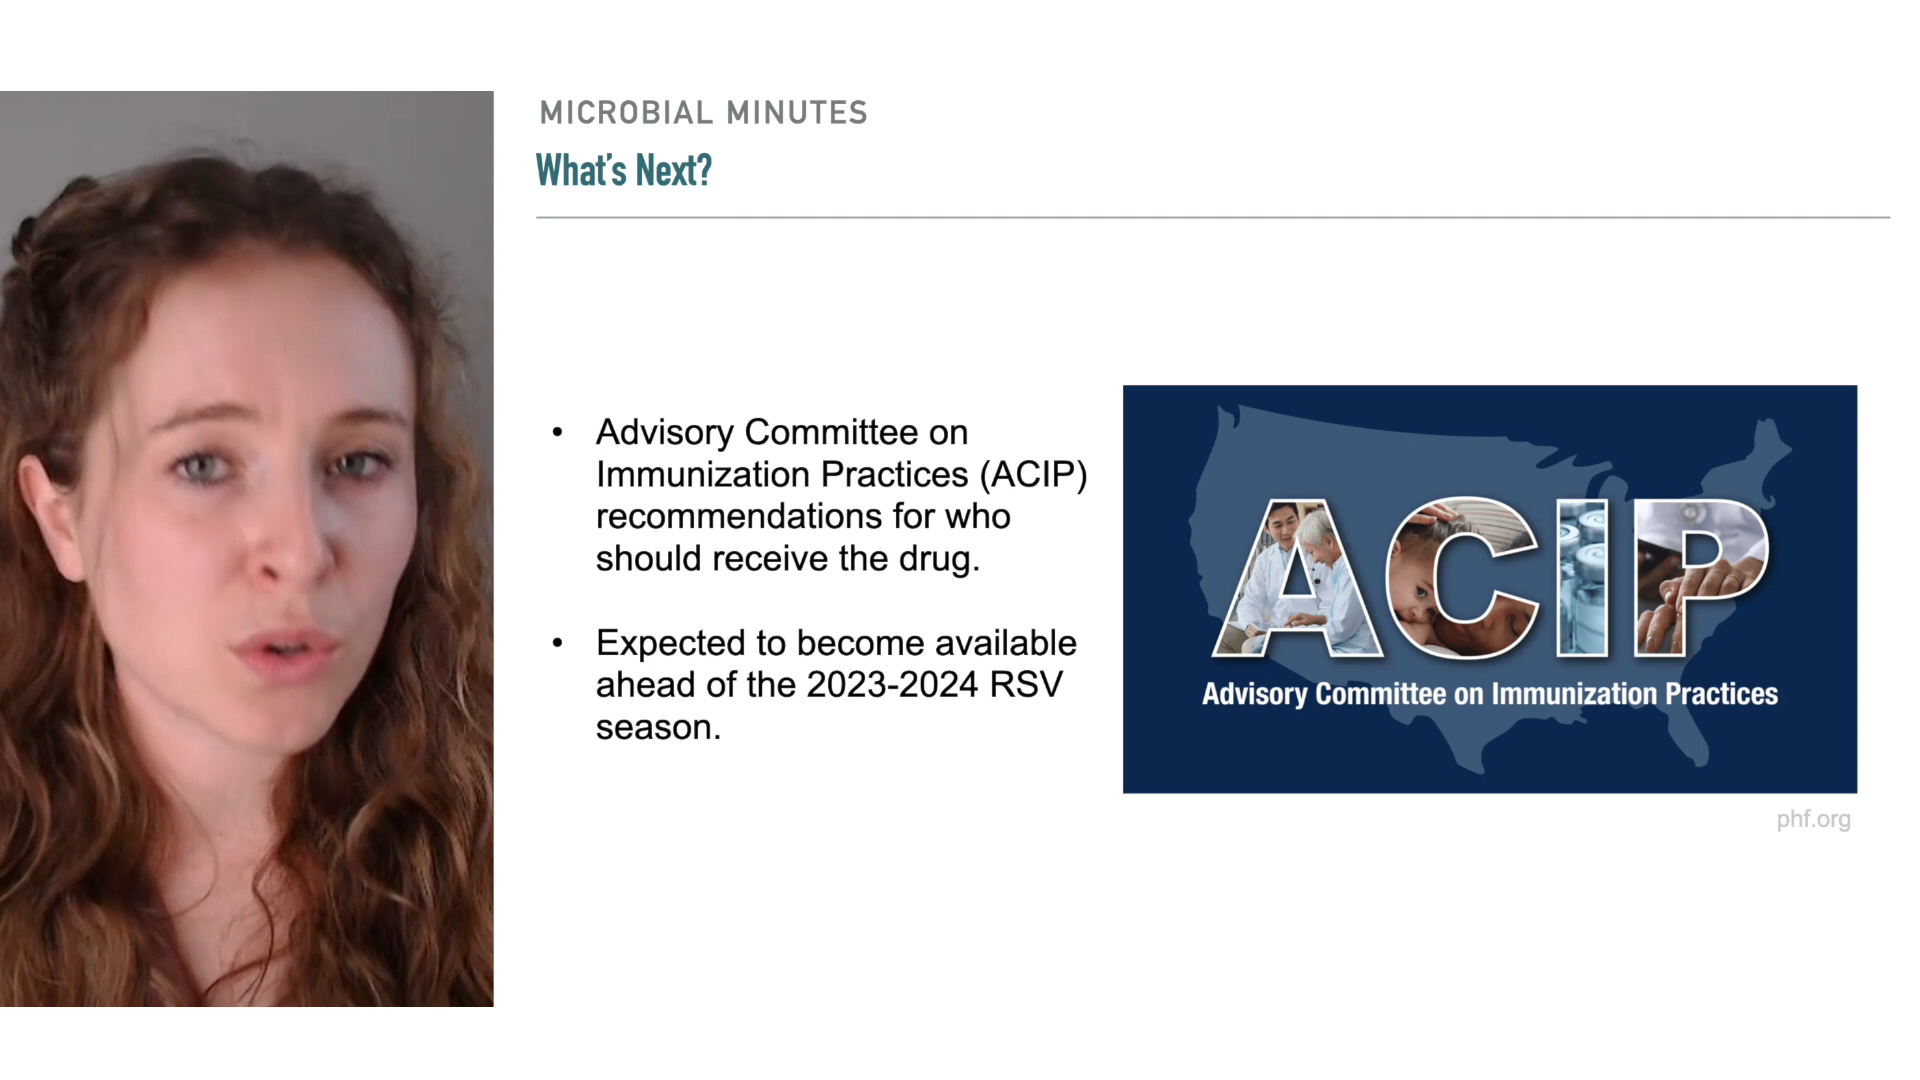 MICROBIAL MINUTES
What's Next?
• Advisory Committee on
Immunization Practices (ACIP)
recommendations for who
should receive the drug.
• Expected to become available
ahead of the 2023-2024 RSV
season.
ACIP
Advisory Committee on Immunization Practices
phf.org